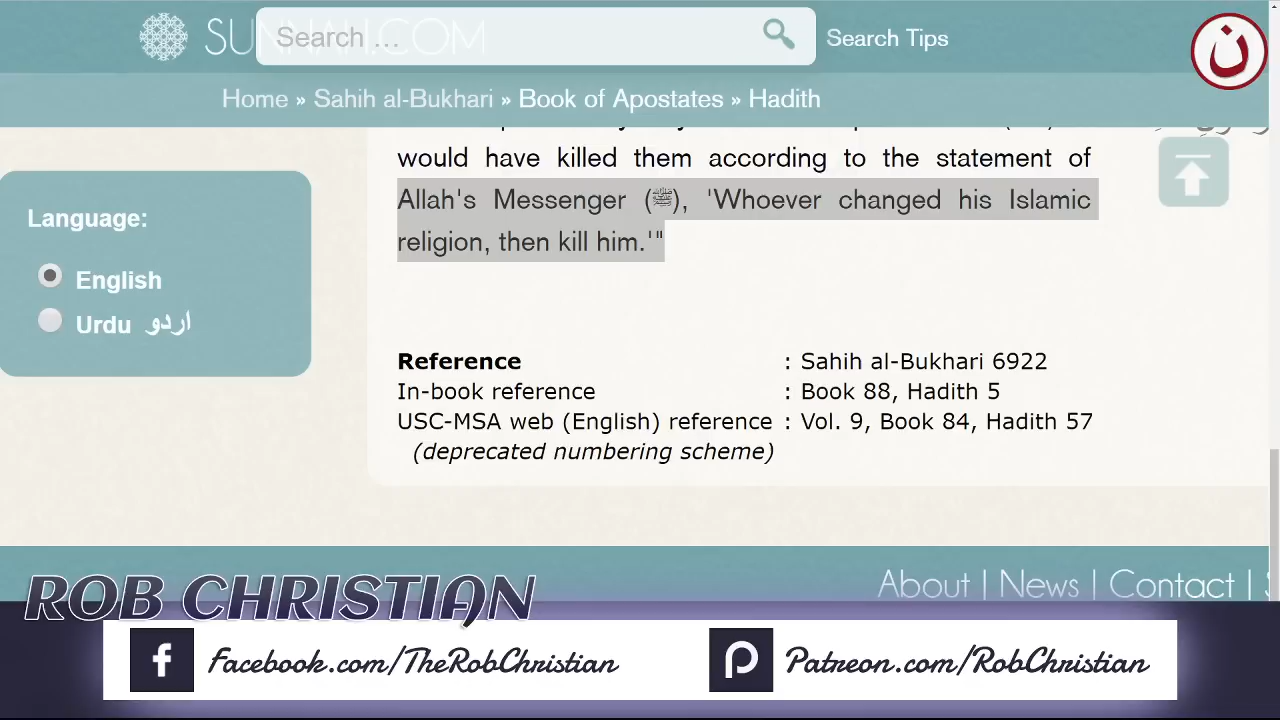 SUNNAH.COM
Search …
Search Tips
ن
Home » Sahih al-Bukhari » Book of Apostates » Hadith
would have killed them according to the statement of
Allah's Messenger (ﷺ), 'Whoever changed his Islamic
religion, then kill him.'"
Language:
English
Urdu اردو
Reference : Sahih al-Bukhari 6922
In-book reference : Book 88, Hadith 5
USC-MSA web (English) reference : Vol. 9, Book 84, Hadith 57
(deprecated numbering scheme)
About | News | Contact |
ROB CHRISTIAN
f Facebook.com/TheRobChristian
Patreon.com/RobChristian